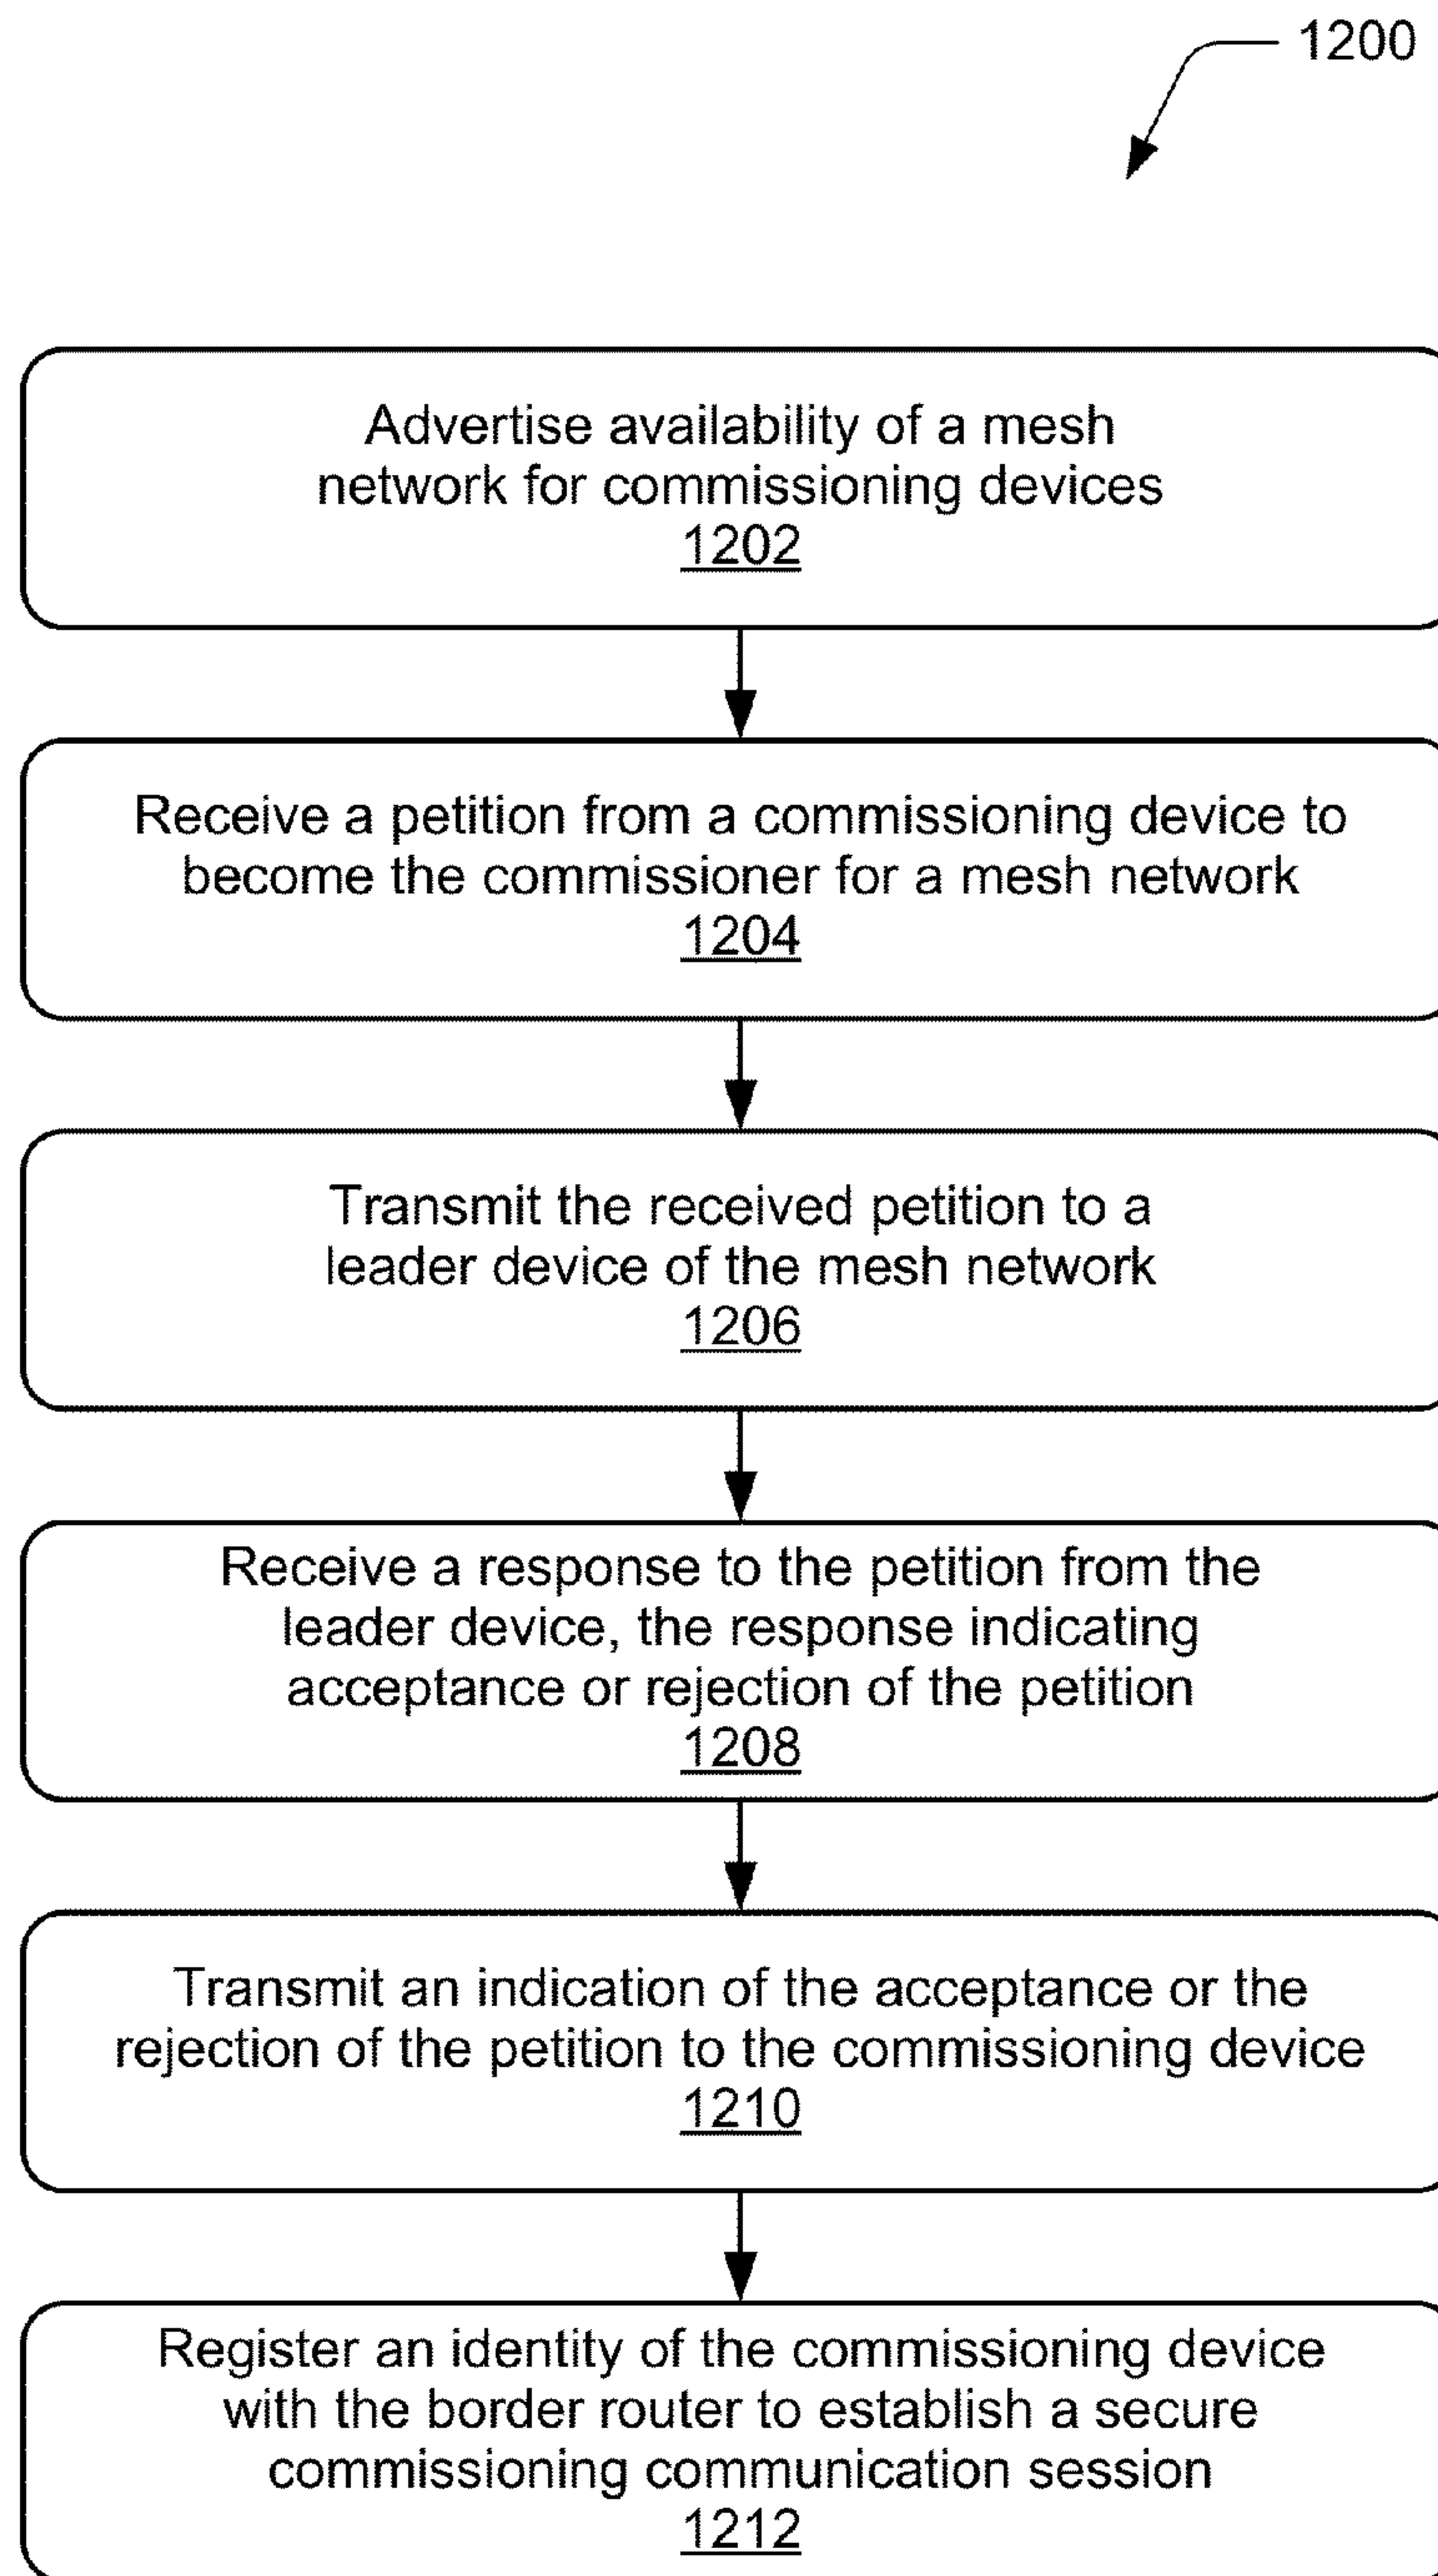 1200
Advertise availability of a mesh
network for commissioning devices
1202
Receive a petition from a commissioning device to
become the commissioner for a mesh network
1204
Transmit the received petition to a
leader device of the mesh network
1206
Receive a response to the petition from the
leader device, the response indicating
acceptance or rejection of the petition
1208
Transmit an indication of the acceptance or the
rejection of the petition to the commissioning device
1210
Register an identity of the commissioning device
with the border router to establish a secure
commissioning communication session
1212